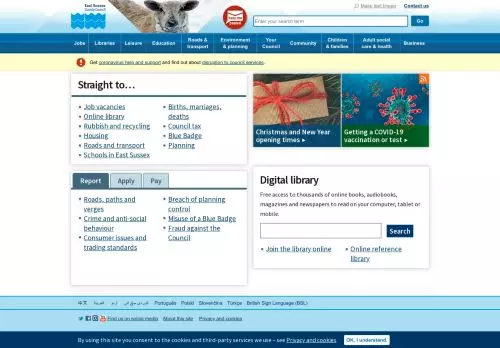 East Sussex
County Council
Make text bigger
Contact us
Enter your search term
Go
Jobs
Libraries
Leisure
Education
Roads & transport
Environment & planning
Your Council
Community
Children & families
Adult social care & health
Business
Get coronavirus help and support and find out about disruption to council services.
Straight to…
Job vacancies
Online library
Rubbish and recycling
Housing
Roads and transport
Schools in East Sussex
Births, marriages, deaths
Council tax
Blue Badge
Planning
Christmas and New Year opening times ▸
Getting a COVID-19 vaccination or test ▸
Report
Apply
Pay
Roads, paths and verges
Crime and anti-social behaviour
Consumer issues and trading standards
Breach of planning control
Misuse of a Blue Badge
Fraud against the Council
Digital library
Free access to thousands of online books, audiobooks, magazines and newspapers to read on your computer, tablet or mobile.
Search
Join the library online
Online reference library
中文
العربية
اردو
Português
Polski
Slovenčina
Türkçe
British Sign Language (BSL)
Find us on social media
About this site
Privacy and cookies
By using this site you consent to the cookies and third-party services we use – see Privacy and cookies
OK, I understand.